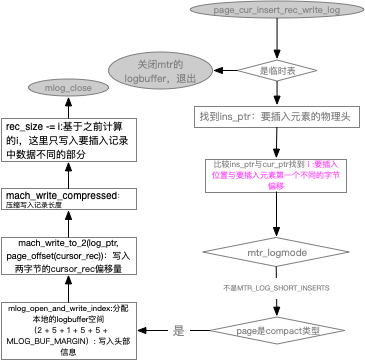 page_cur_insert_rec_write_log
是临时表
关闭mtr的
logbuffer，退出
找到ins_ptr：要插入元素的物理头
比较ins_ptr与cur_ptr找到 i :要插入
位置与要插入元素第一个不同的字节
偏移
mtr_logmode
不是MTR_LOG_SHORT_INSERTS
page是compact类型
是
mlog_open_and_write_index:分配
本地的logbuffer空间
（2 + 5 + 1 + 5 + 5 +
MLOG_BUF_MARGIN）: 写入头部
信息
mach_write_to_2(log_ptr,
page_offset(cursor_rec)): 写入
两字节的cursor_rec偏移量
mach_write_compressed:
压缩写入记录长度
rec_size -= i:基于之前计算
的i，这里只写入要插入记录
中数据不同的部分
mlog_close